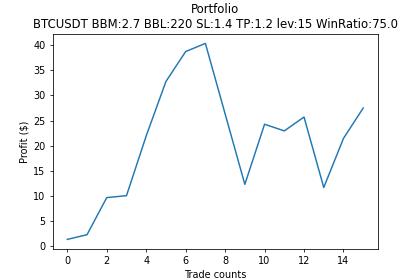 Portfolio
BTCUSDT BBM:2.7 BBL:220 SL:1.4 TP:1.2 lev:15 WinRatio:75.0
40
35
30
25
20
15
10
5
0
Profit ($)
0 2 4 6 8 10 12 14
Trade counts